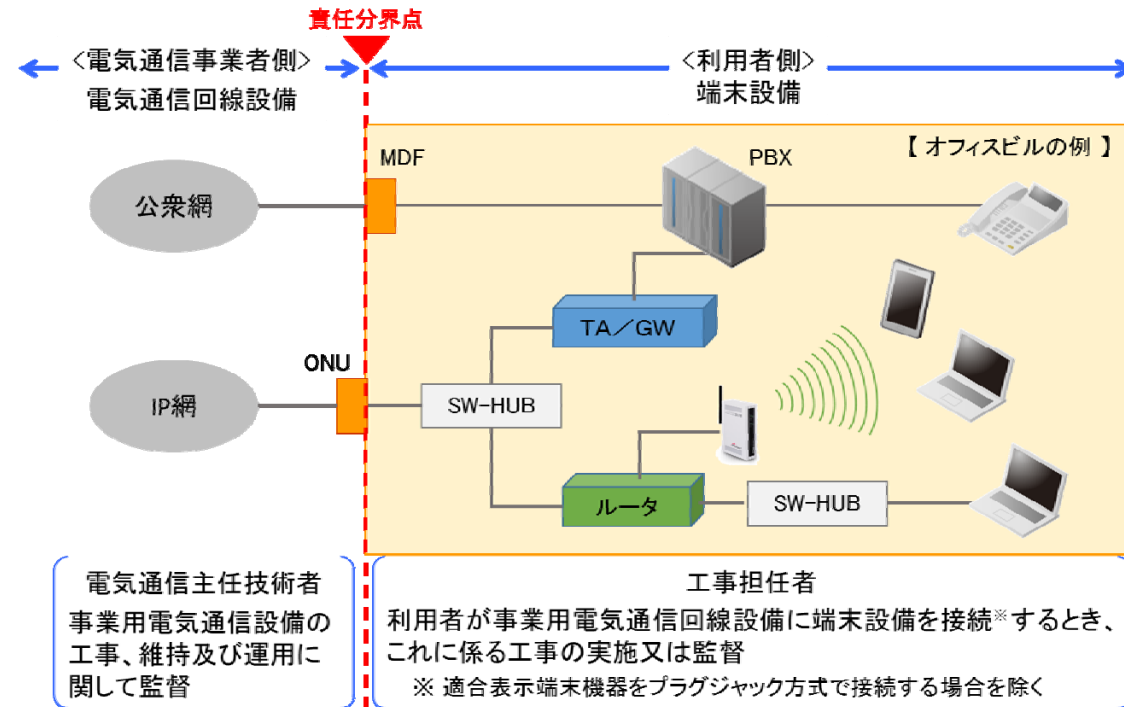 責任分界点
<電気通信事業者側>
電気通信回線設備
<利用者側>
端末設備
【 オフィスビルの例 】
MDF
PBX
公衆網
TA/GW
ONU
IP網
SW-HUB
ルータ
SW-HUB
電気通信主任技術者
事業用電気通信設備の
工事、維持及び運用に
関して監督
工事担任者
利用者が事業用電気通信回線設備に端末設備を接続※するとき、
これに係る工事の実施又は監督
※ 適合表示端末機器をプラグジャック方式で接続する場合を除く